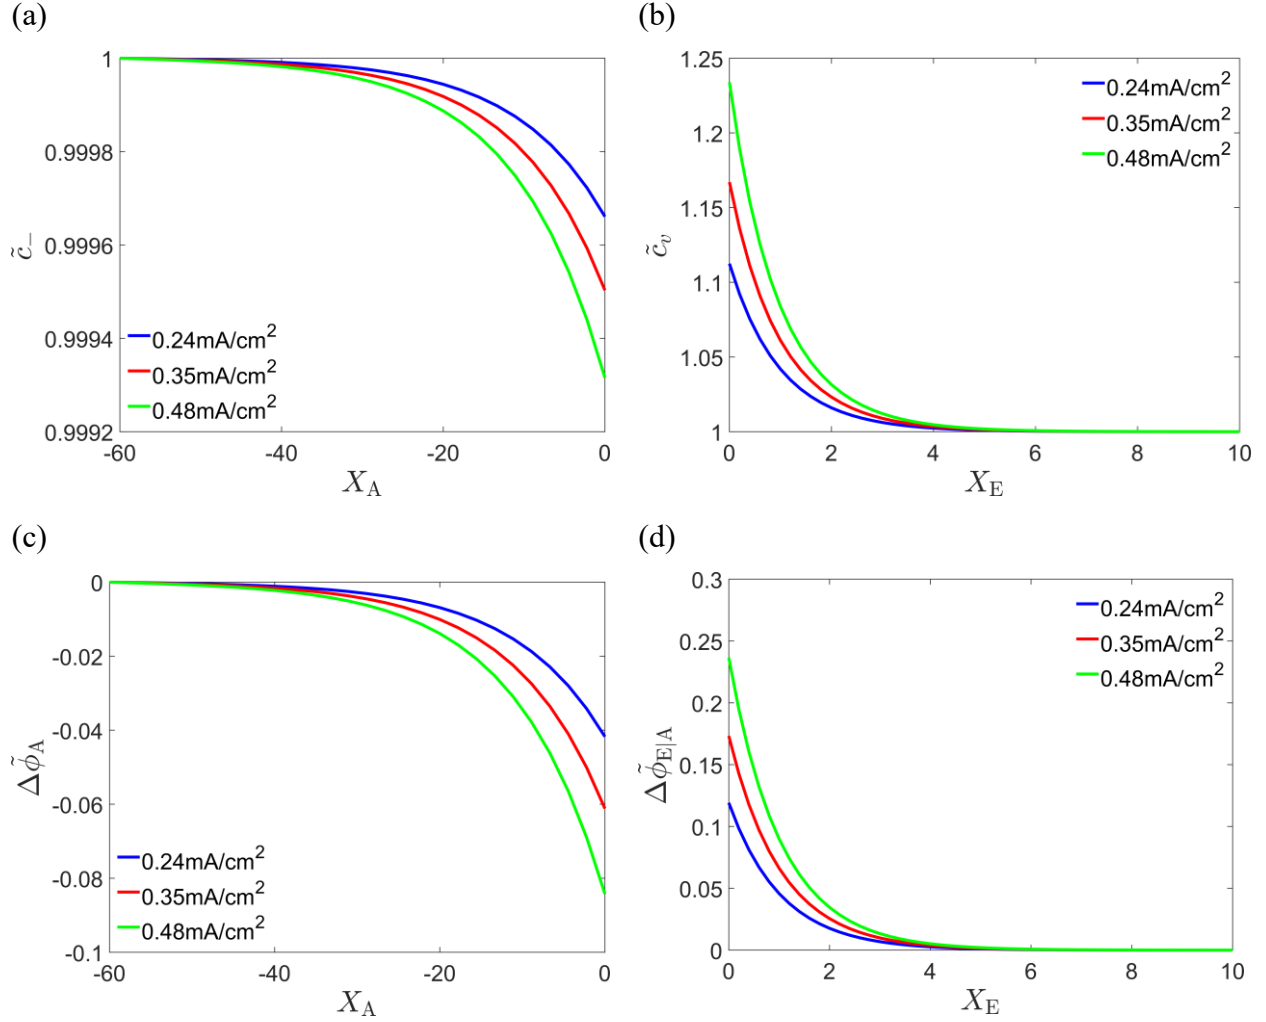 (a)
1
0.9998
0.9996
0.9994
0.9992
c̃₋
-60 -40 -20 0
X_A
0.24mA/cm²
0.35mA/cm²
0.48mA/cm²
(b)
1.25
1.2
1.15
1.1
1.05
1
c̃_v
0 2 4 6 8 10
X_E
0.24mA/cm²
0.35mA/cm²
0.48mA/cm²
(c)
0
-0.02
-0.04
-0.06
-0.08
-0.1
Δϕ̃_A
-60 -40 -20 0
X_A
0.24mA/cm²
0.35mA/cm²
0.48mA/cm²
(d)
0.3
0.25
0.2
0.15
0.1
0.05
0
Δϕ̃_E|A
0 2 4 6 8 10
X_E
0.24mA/cm²
0.35mA/cm²
0.48mA/cm²